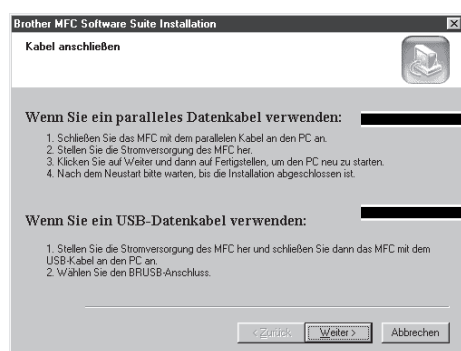 Brother MFC Software Suite Installation
Kabel anschließen
Wenn Sie ein paralleles Datenkabel verwenden:
1. Schließen Sie das MFC mit dem parallelen Kabel an den PC an.
2. Stellen Sie die Stromversorgung des MFC her.
3. Klicken Sie auf Weiter und dann auf Fertigstellen, um den PC neu zu starten.
4. Nach dem Neustart bitte warten, bis die Installation abgeschlossen ist.
Wenn Sie ein USB-Datenkabel verwenden:
1. Stellen Sie die Stromversorgung des MFC her und schließen Sie dann das MFC mit dem
USB-Kabel an den PC an.
2. Wählen Sie den BRUSB-Anschluss.
< Zurück Weiter > Abbrechen